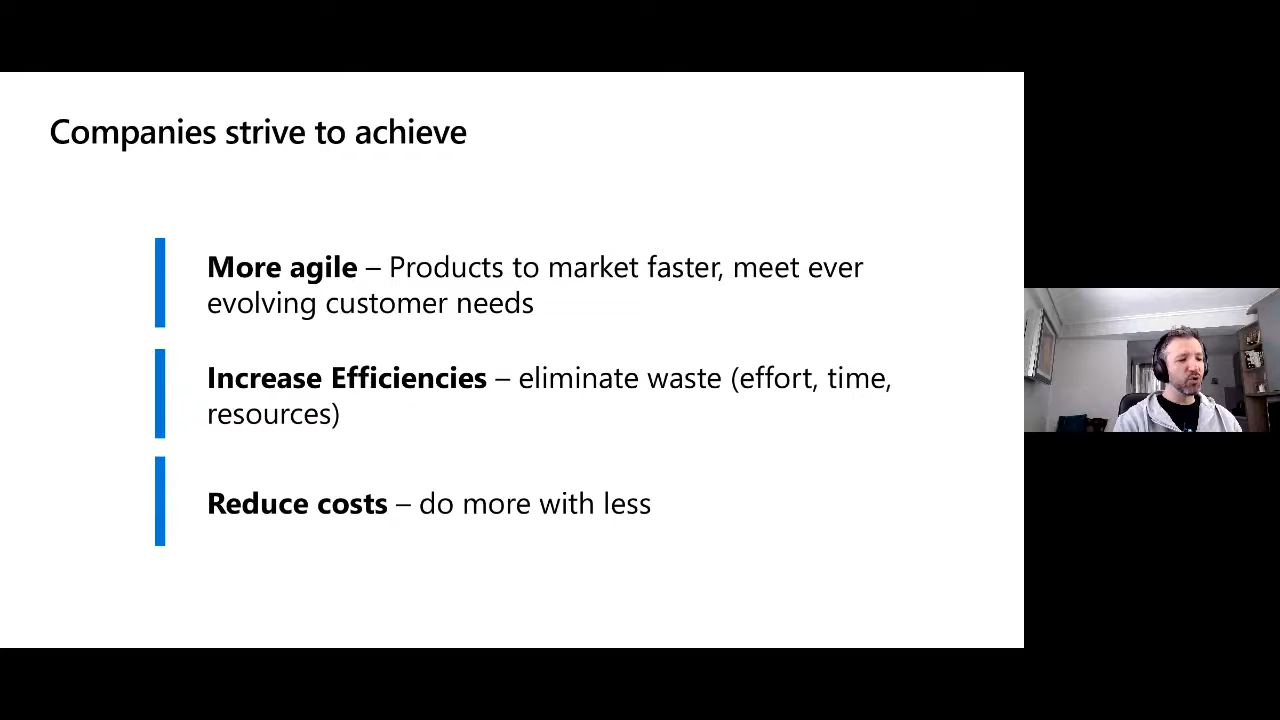 Companies strive to achieve
More agile – Products to market faster, meet ever
evolving customer needs
Increase Efficiencies – eliminate waste (effort, time,
resources)
Reduce costs – do more with less